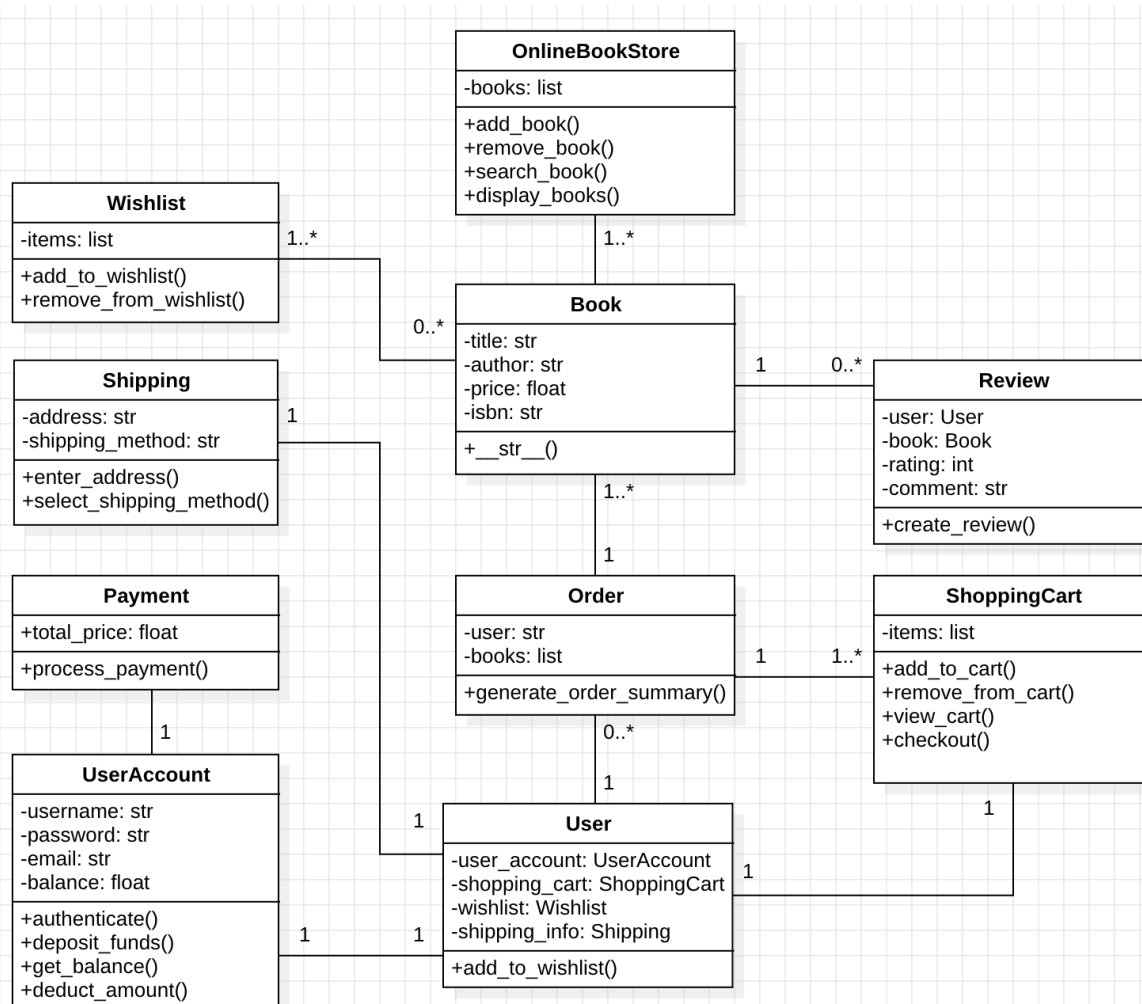 OnlineBookStore
-books: list
+add_book()
+remove_book()
+search_book()
+display_books()
1..*
Wishlist
-items: list
+add_to_wishlist()
+remove_from_wishlist()
1..*
0..*
Book
-title: str
-author: str
-price: float
-isbn: str
+__str__()
1
0..*
1..*
1
Review
-user: User
-book: Book
-rating: int
-comment: str
+create_review()
Shipping
-address: str
-shipping_method: str
+enter_address()
+select_shipping_method()
1
1
Payment
+total_price: float
+process_payment()
1
Order
-user: str
-books: list
+generate_order_summary()
1
1..*
0..*
1
ShoppingCart
-items: list
+add_to_cart()
+remove_from_cart()
+view_cart()
+checkout()
1
1
UserAccount
-username: str
-password: str
-email: str
-balance: float
+authenticate()
+deposit_funds()
+get_balance()
+deduct_amount()
1
1
User
-user_account: UserAccount
-shopping_cart: ShoppingCart
-wishlist: Wishlist
-shipping_info: Shipping
+add_to_wishlist()